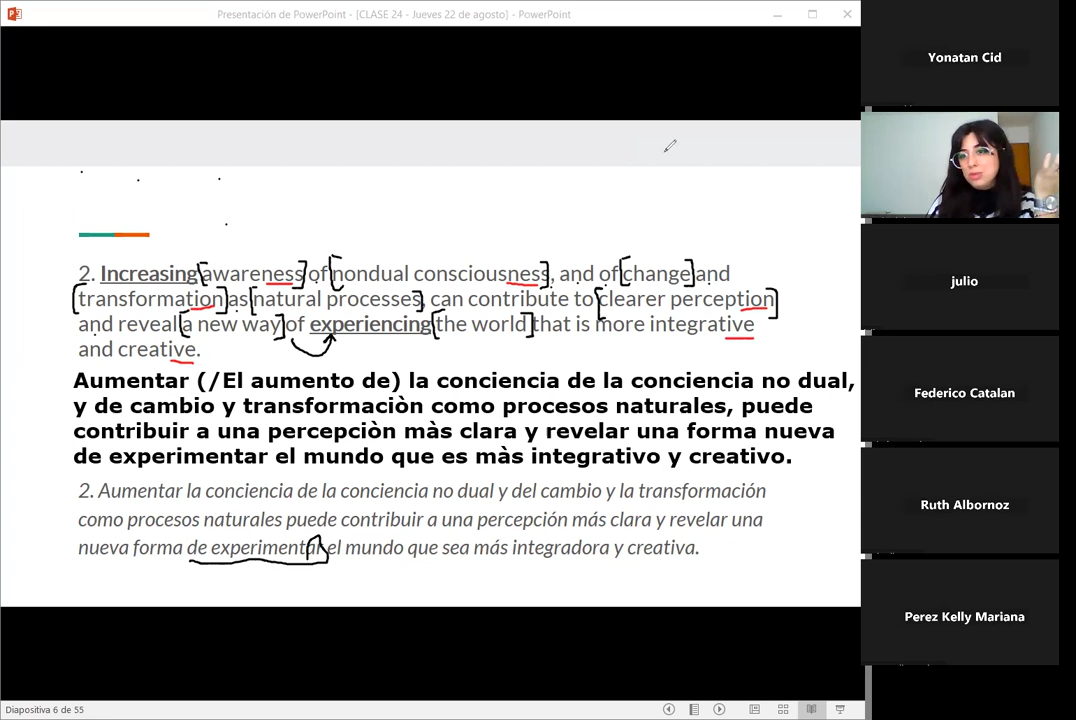 Presentación de PowerPoint - [CLASE 24 - Jueves 22 de agosto] - PowerPoint
Yonatan Cid
julio
Federico Catalan
Ruth Albornoz
Perez Kelly Mariana
2. Increasing [awareness] of [nondual consciousness], and of [change] and
[transformation] as [natural processes], can contribute to [clearer perception]
and reveal [a new way] of experiencing [the world] that is more integrative
and creative.
Aumentar (/El aumento de) la conciencia de la conciencia no dual,
y de cambio y transformaciòn como procesos naturales, puede
contribuir a una percepciòn màs clara y revelar una forma nueva
de experimentar el mundo que es màs integrativo y creativo.
2. Aumentar la conciencia de la conciencia no dual y del cambio y la transformación
como procesos naturales puede contribuir a una percepción más clara y revelar una
nueva forma de experimentar el mundo que sea más integradora y creativa.
Diapositiva 6 de 55